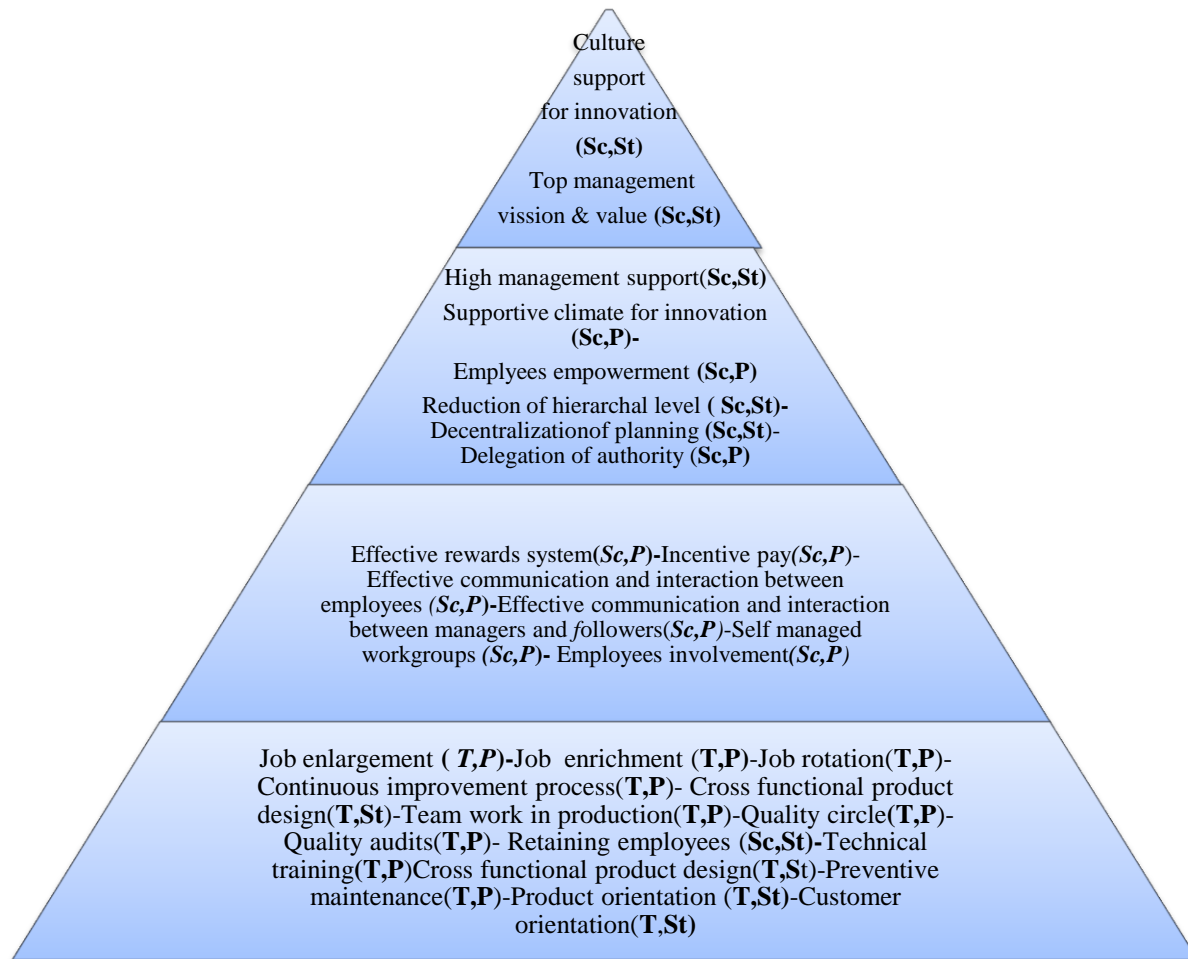 Culture
support
for innovation
(Sc,St)
Top management
vission & value (Sc,St)
High management support(Sc,St)
Supportive climate for innovation
(Sc,P)-
Emplyees empowerment (Sc,P)
Reduction of hierarchal level ( Sc,St)-
Decentralizationof planning (Sc,St)-
Delegation of authority (Sc,P)
Effective rewards system(Sc,P)-Incentive pay(Sc,P)-
Effective communication and interaction between
employees (Sc,P)-Effective communication and interaction
between managers and followers(Sc,P)-Self managed
workgroups (Sc,P)- Employees involvement(Sc,P)
Job enlargement ( T,P)-Job enrichment (T,P)-Job rotation(T,P)-
Continuous improvement process(T,P)- Cross functional product
design(T,St)-Team work in production(T,P)-Quality circle(T,P)-
Quality audits(T,P)- Retaining employees (Sc,St)-Technical
training(T,P)Cross functional product design(T,St)-Preventive
maintenance(T,P)-Product orientation (T,St)-Customer
orientation(T,St)